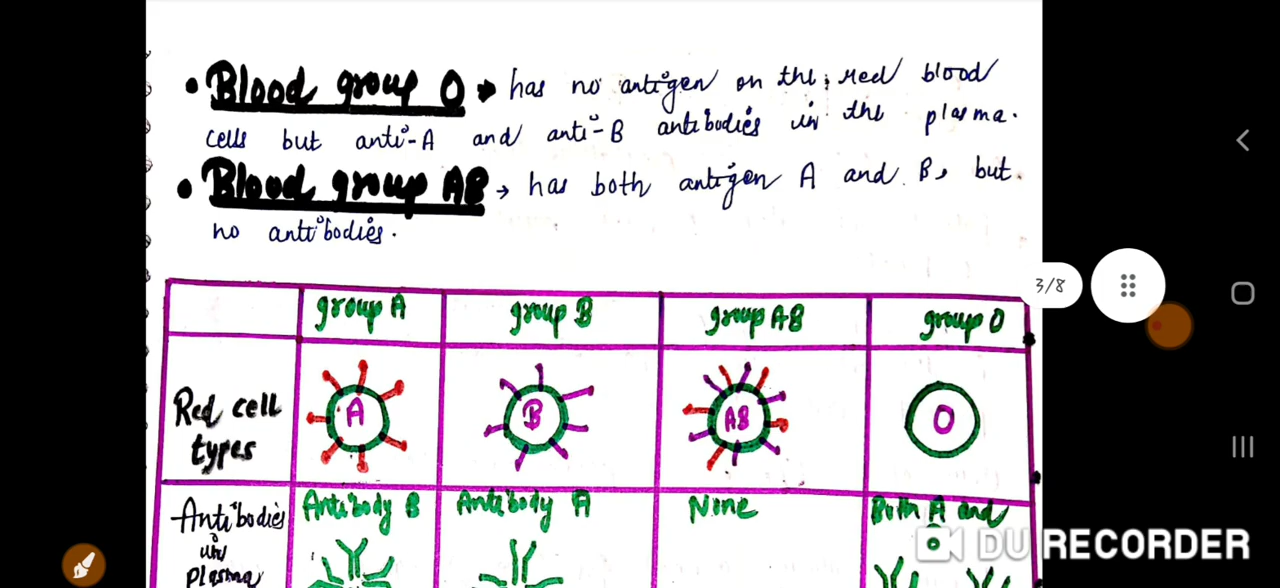 • Blood group O → has no antigen on the red blood
cells but anti-A and anti-B antibodies in the plasma.
• Blood group AB → has both antigen A and B, but
no antibodies.
group A group B group AB group O
3/8
Red cell types A B AB O
Antibodies in Plasma Antibody B Antibody A None Both A and
DU RECORDER